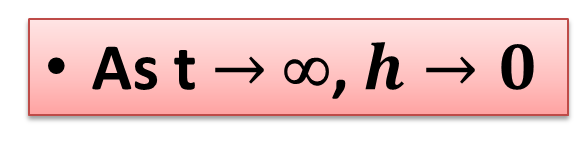 • As t → ∞, h → 0